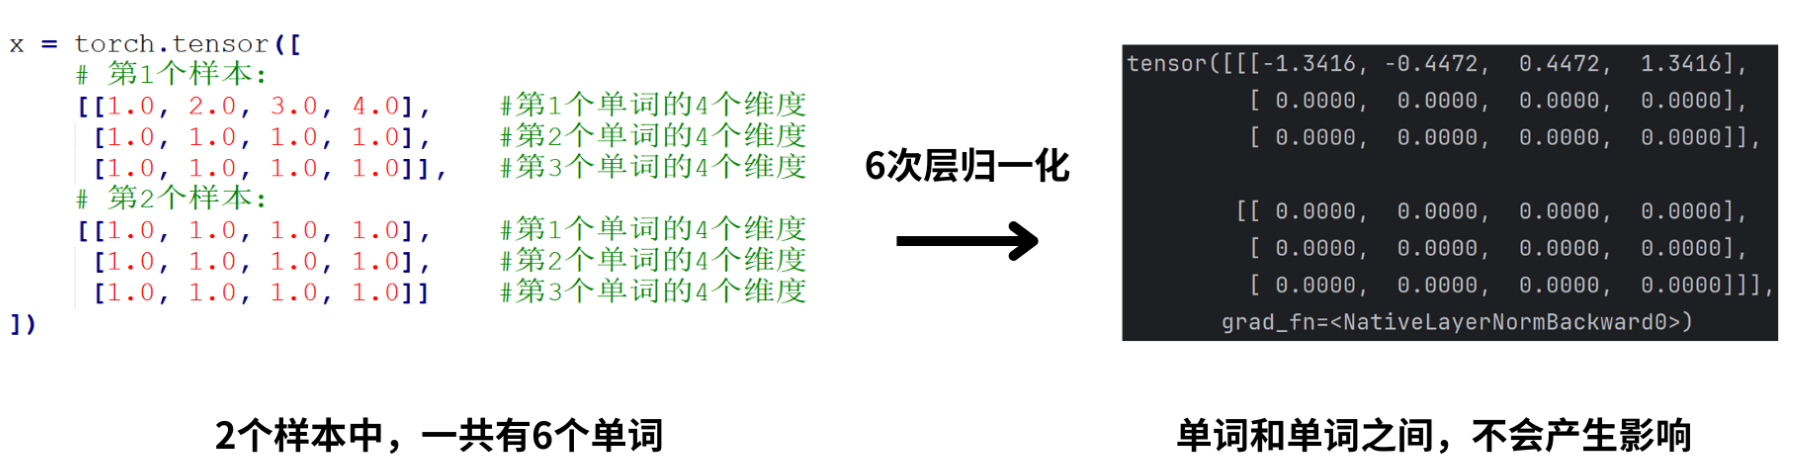 x = torch.tensor([
# 第1个样本:
[[1.0, 2.0, 3.0, 4.0], #第1个单词的4个维度
[1.0, 1.0, 1.0, 1.0], #第2个单词的4个维度
[1.0, 1.0, 1.0, 1.0]], #第3个单词的4个维度
# 第2个样本:
[[1.0, 1.0, 1.0, 1.0], #第1个单词的4个维度
[1.0, 1.0, 1.0, 1.0], #第2个单词的4个维度
[1.0, 1.0, 1.0, 1.0]] #第3个单词的4个维度
])
2个样本中，一共有6个单词
6次层归一化
tensor([[[-1.3416, -0.4472, 0.4472, 1.3416],
[ 0.0000, 0.0000, 0.0000, 0.0000],
[ 0.0000, 0.0000, 0.0000, 0.0000]],
[[ 0.0000, 0.0000, 0.0000, 0.0000],
[ 0.0000, 0.0000, 0.0000, 0.0000],
[ 0.0000, 0.0000, 0.0000, 0.0000]]],
grad_fn=<NativeLayerNormBackward0>)
单词和单词之间，不会产生影响